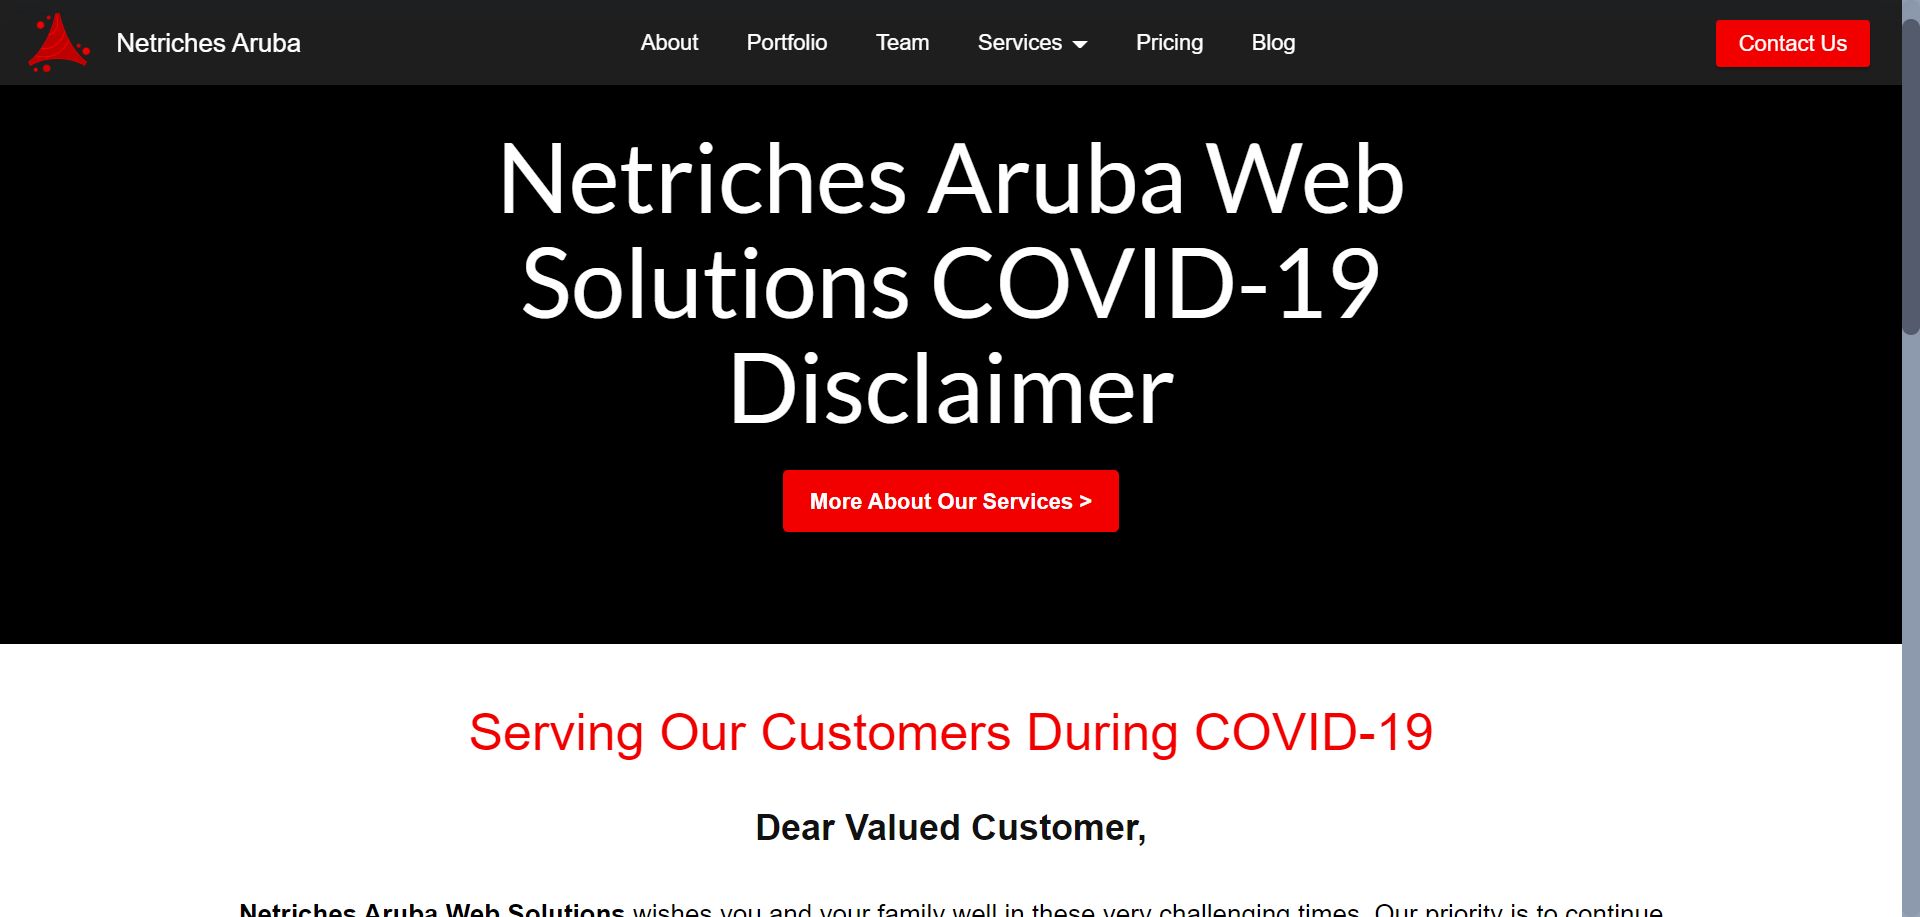 Netriches Aruba
About
Portfolio
Team
Services
Pricing
Blog
Contact Us
Netriches Aruba Web
Solutions COVID-19
Disclaimer
More About Our Services >
Serving Our Customers During COVID-19
Dear Valued Customer,
Netriches Aruba Web Solutions wishes you and your family well in these very challenging times. Our priority is to continue